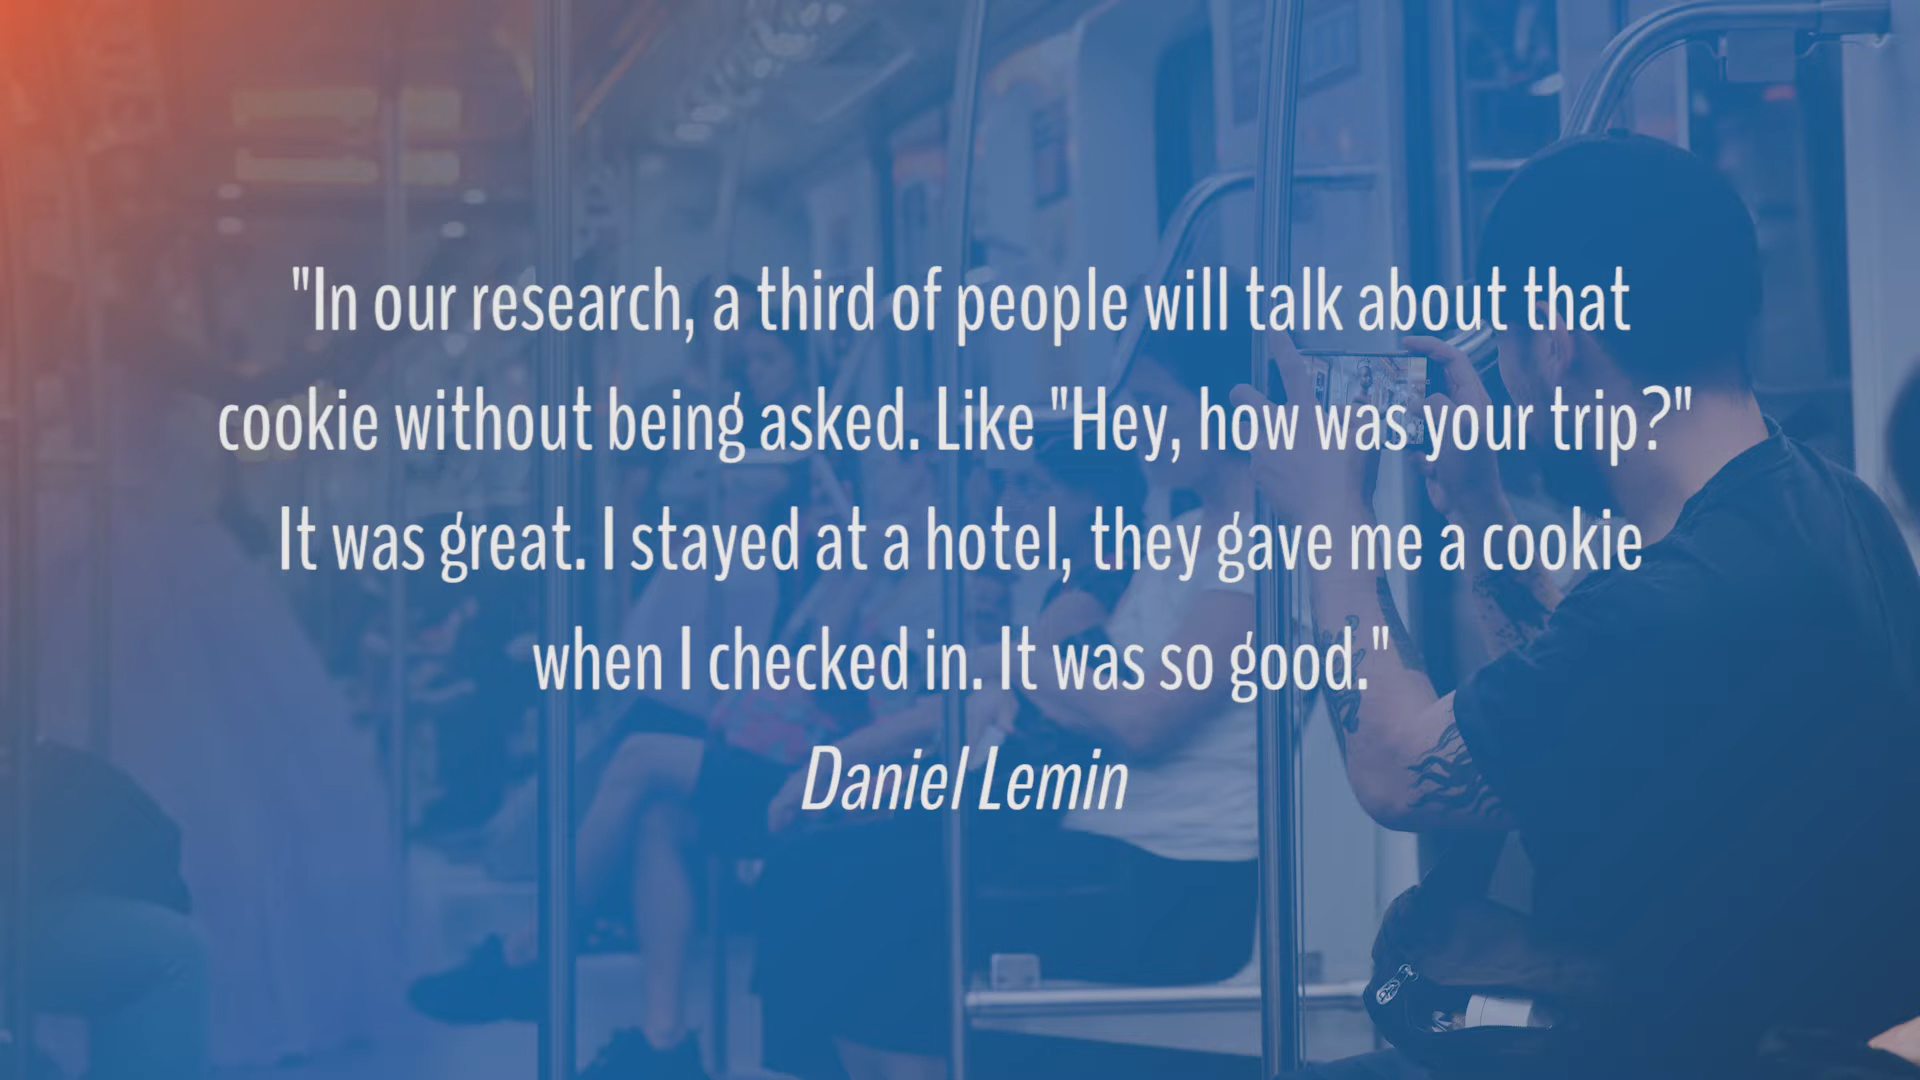 "In our research, a third of people will talk about that
cookie without being asked. Like "Hey, how was your trip?"
It was great. I stayed at a hotel, they gave me a cookie
when I checked in. It was so good."
Daniel Lemin